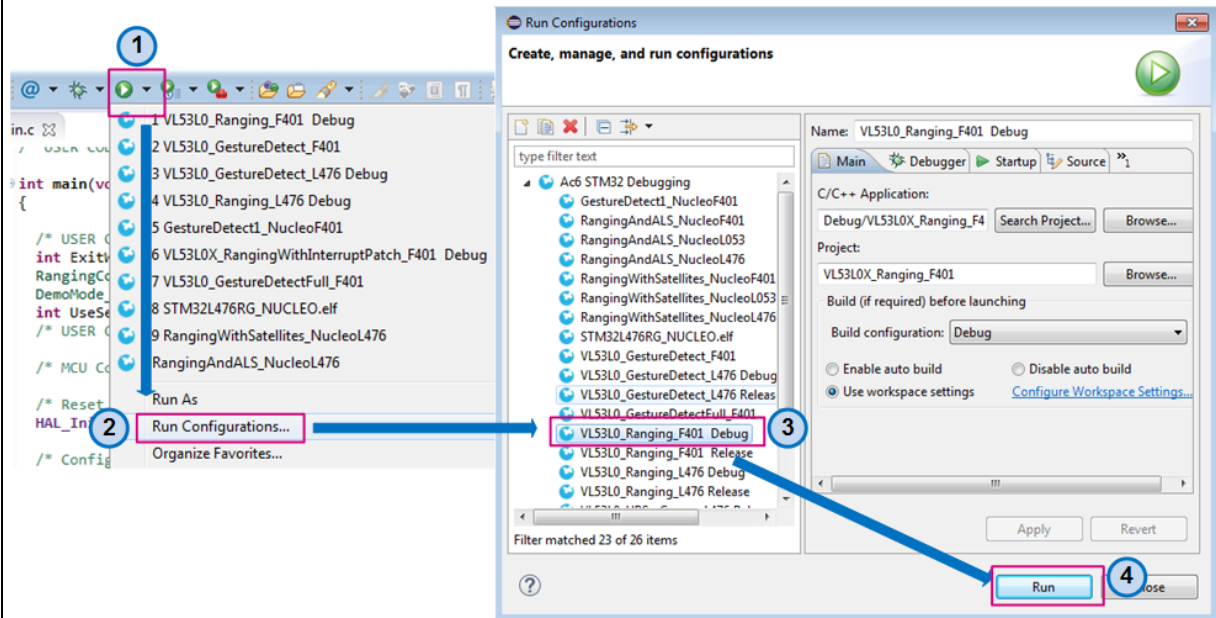 1
in.c
int main(vo
{
/* USER C
int ExitW
RangingCo
DemoMode_
int UseSe
/* USER C
/* MCU Co
/* Reset
HAL_Ini
/* Config
1 VL53L0_Ranging_F401 Debug
2 VL53L0_GestureDetect_F401
3 VL53L0_GestureDetect_L476 Debug
4 VL53L0_Ranging_L476 Debug
5 GestureDetect1_NucleoF401
6 VL53L0X_RangingWithInterruptPatch_F401 Debug
7 VL53L0_GestureDetectFull_F401
8 STM32L476RG_NUCLEO.elf
9 RangingWithSatellites_NucleoL476
RangingAndALS_NucleoL476
Run As
2
Run Configurations...
Organize Favorites...
Run Configurations
Create, manage, and run configurations
type filter text
Ac6 STM32 Debugging
GestureDetect1_NucleoF401
RangingAndALS_NucleoF401
RangingAndALS_NucleoL053
RangingAndALS_NucleoL476
RangingWithSatellites_NucleoF401
RangingWithSatellites_NucleoL053
RangingWithSatellites_NucleoL476
STM32L476RG_NUCLEO.elf
VL53L0_GestureDetect_F401
VL53L0_GestureDetect_L476 Debug
VL53L0_GestureDetect_L476 Releas
VL53L0_GestureDetectFull_F401
VL53L0_Ranging_F401 Debug
3
VL53L0_Ranging_F401 Release
VL53L0_Ranging_L476 Debug
VL53L0_Ranging_L476 Release
Filter matched 23 of 26 items
Name: VL53L0_Ranging_F401 Debug
Main Debugger Startup Source »1
C/C++ Application:
Debug/VL53L0X_Ranging_F4 Search Project... Browse...
Project:
VL53L0X_Ranging_F401 Browse...
Build (if required) before launching
Build configuration: Debug
Enable auto build Disable auto build
Use workspace settings Configure Workspace Settings...
Apply Revert
Run 4 ose